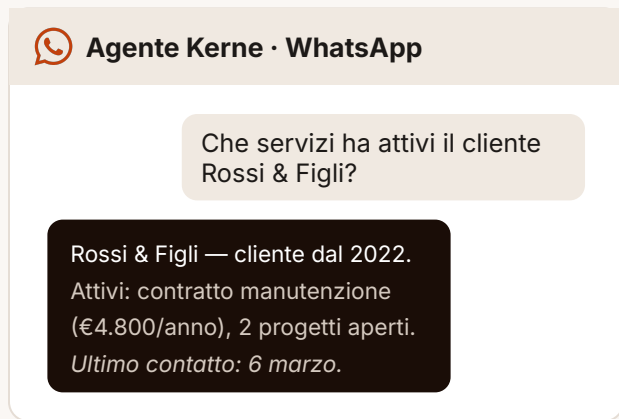 Agente Kerne · WhatsApp
Che servizi ha attivi il cliente
Rossi & Figli?
Rossi & Figli — cliente dal 2022.
Attivi: contratto manutenzione
(€4.800/anno), 2 progetti aperti.
Ultimo contatto: 6 marzo.